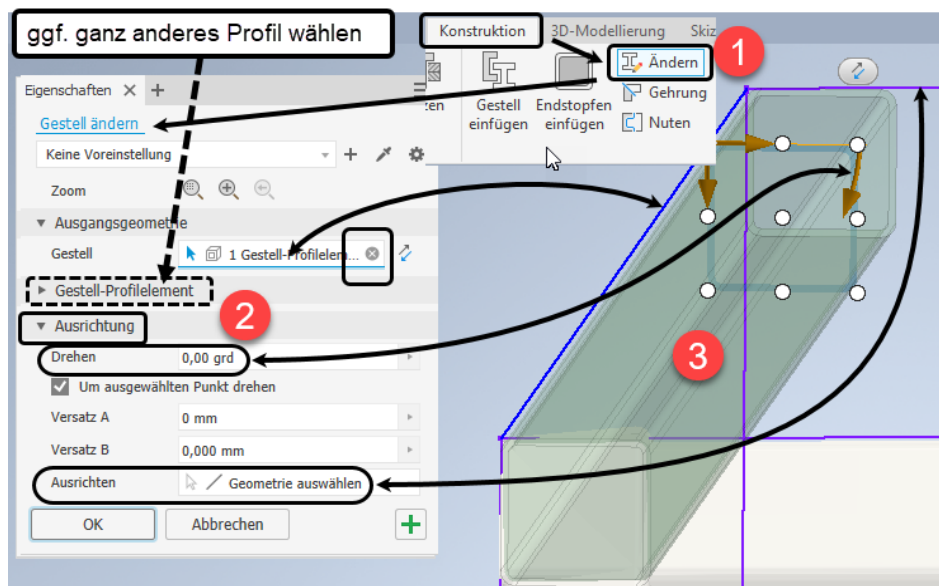 ggf. ganz anderes Profil wählen
Konstruktion
3D-Modellierung
Skiz
1
Ändern
Gehrung
Nuten
Gestell
einfügen
Endstopfen
einfügen
Eigenschaften
Gestell ändern
Keine Voreinstellung
Zoom
Ausgangsgeometrie
Gestell
1 Gestell-Profilelem...
Gestell-Profilelement
2
Ausrichtung
Drehen
0,00 grd
Um ausgewählten Punkt drehen
Versatz A
0 mm
Versatz B
0,000 mm
Ausrichten
Geometrie auswählen
OK
Abbrechen
3